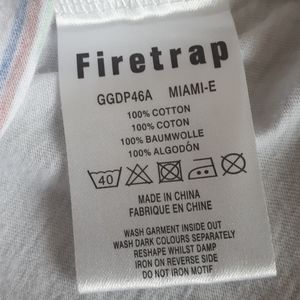 Firetrap
GGDP46A MIAMI-E
100% COTTON
100% COTON
100% BAUMWOLLE
100% ALGODÓN
40
MADE IN CHINA
FABRIQUE EN CHINE
WASH GARMENT INSIDE OUT
WASH DARK COLOURS SEPARATELY
RESHAPE WHILST DAMP
IRON ON REVERSE SIDE
DO NOT IRON MOTIF